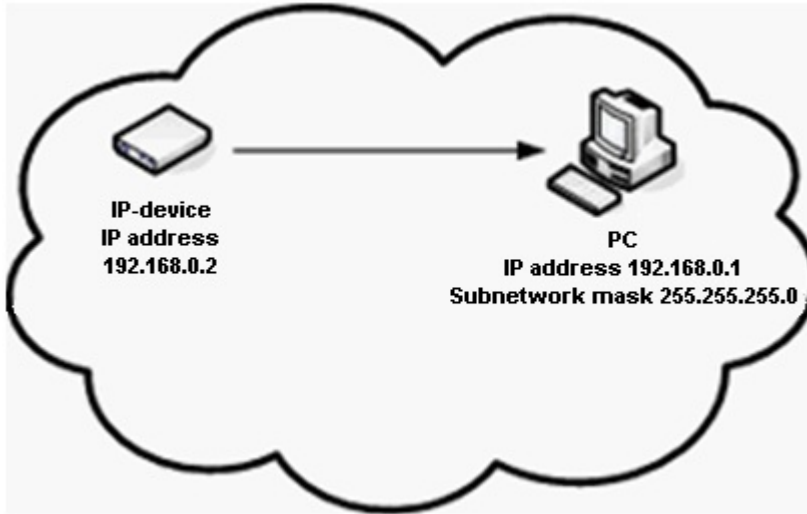 IP-device
IP address
192.168.0.2
PC
IP address 192.168.0.1
Subnetwork mask 255.255.255.0